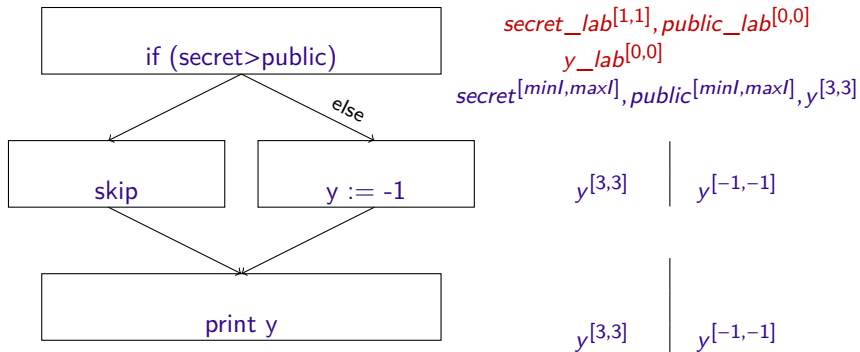 if (secret>public)
secret_lab[1,1], public_lab[0,0]
y_lab[0,0]
secret[minI,maxI], public[minI,maxI], y[3,3]
else
skip
y := -1
y[3,3] y[−1,−1]
print y
y[3,3] y[−1,−1]